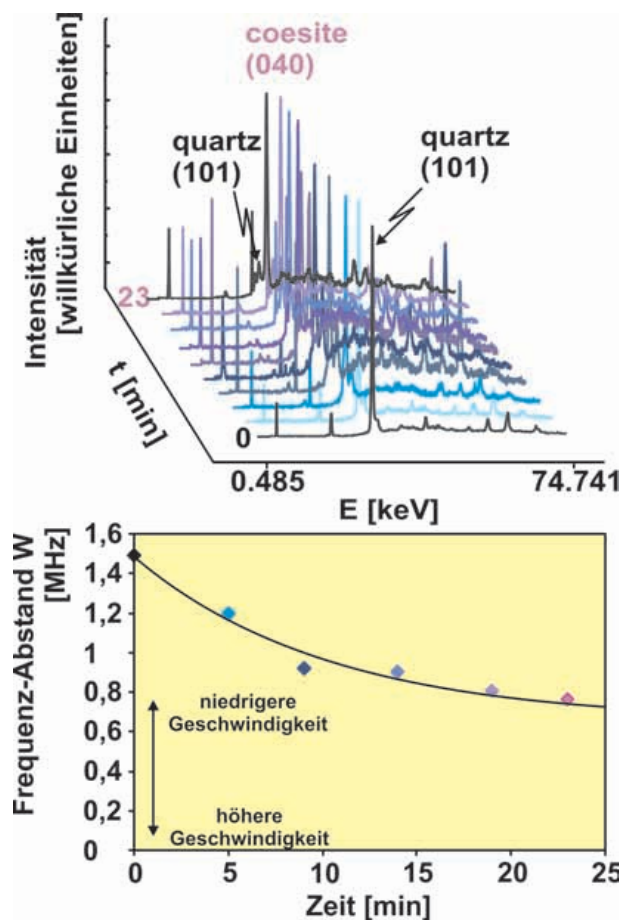 coesite
(040)
quartz
(101)
quartz
(101)
Intensität
[willkürliche Einheiten]
23
t [min]
0
0.485
74.741
E [keV]
Frequenz-Abstand W
[MHz]
1,6
1,4
1,2
1
0,8
0,6
0,4
0,2
0
niedrigere
Geschwindigkeit
höhere
Geschwindigkeit
0
5
10
15
20
25
Zeit [min]